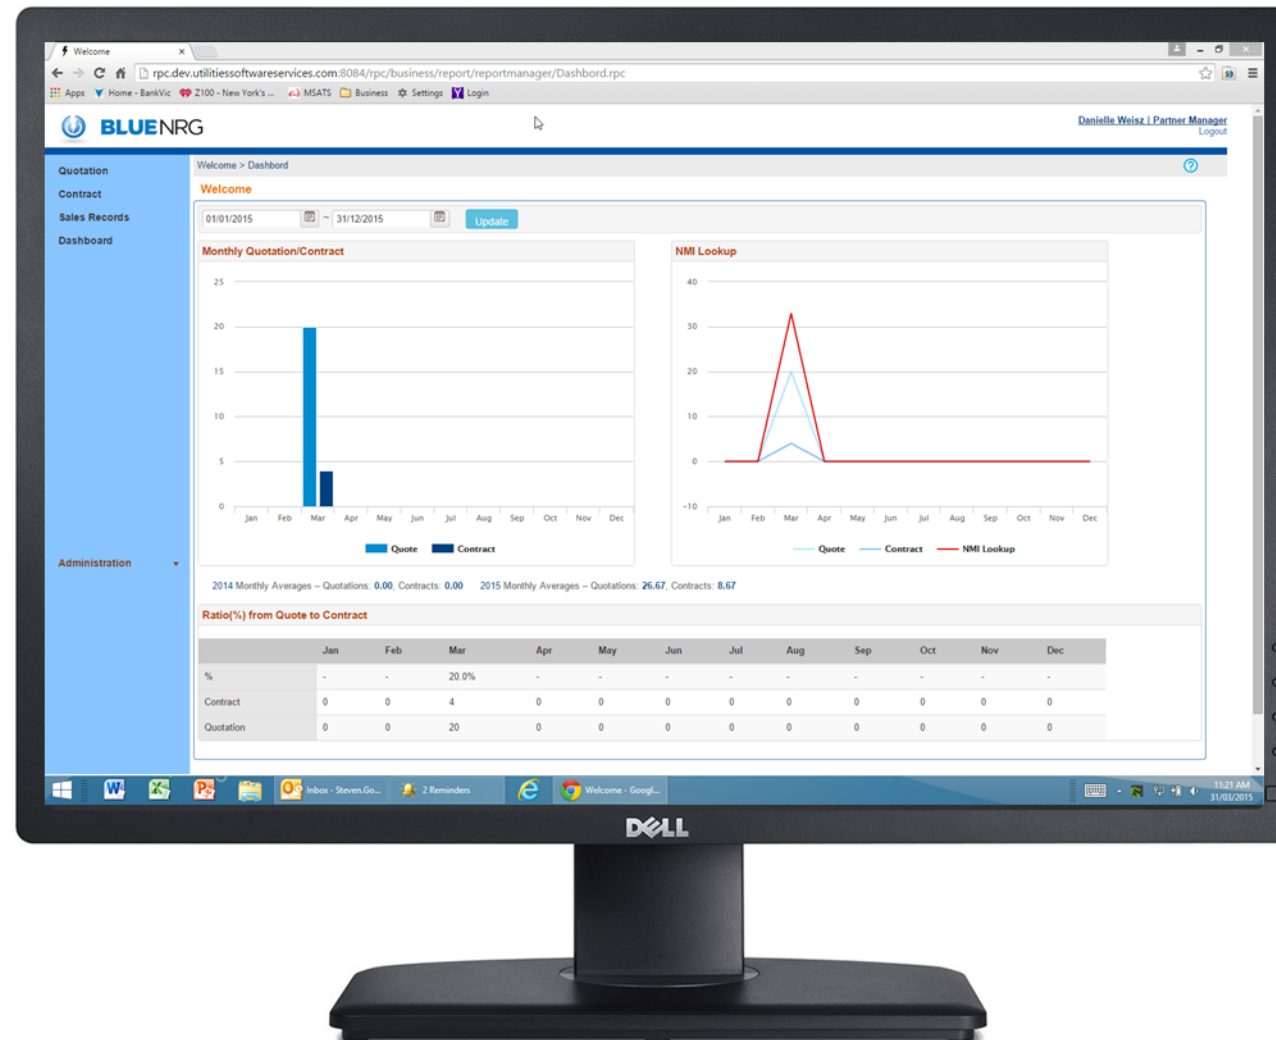 Welcome
rpc.dev.utilitiessoftwareservices.com:8084/rpc/business/report/reportmanager/Dashbord.rpc
Apps Home - BankVic Z100 - New York's ... MSATS Business Settings Login
BLUENRG
Danielle Weisz | Partner Manager
Logout
Quotation
Contract
Sales Records
Dashboard
Administration
Welcome > Dashbord
Welcome
01/01/2015 ~ 31/12/2015 Update
Monthly Quotation/Contract
25
20
15
10
5
0
Jan Feb Mar Apr May Jun Jul Aug Sep Oct Nov Dec
Quote Contract
NMI Lookup
40
30
20
10
0
-10
Jan Feb Mar Apr May Jun Jul Aug Sep Oct Nov Dec
Quote Contract NMI Lookup
2014 Monthly Averages – Quotations: 0.00, Contracts: 0.00 2015 Monthly Averages – Quotations: 26.67, Contracts: 8.67
Ratio(%) from Quote to Contract
Jan Feb Mar Apr May Jun Jul Aug Sep Oct Nov Dec
% - - 20.0% - - - - - - - - -
Contract 0 0 4 0 0 0 0 0 0 0 0 0
Quotation 0 0 20 0 0 0 0 0 0 0 0 0
Inbox - Steven.Go... 2 Reminders Welcome - Googl...
11:21 AM
31/03/2015
DELL